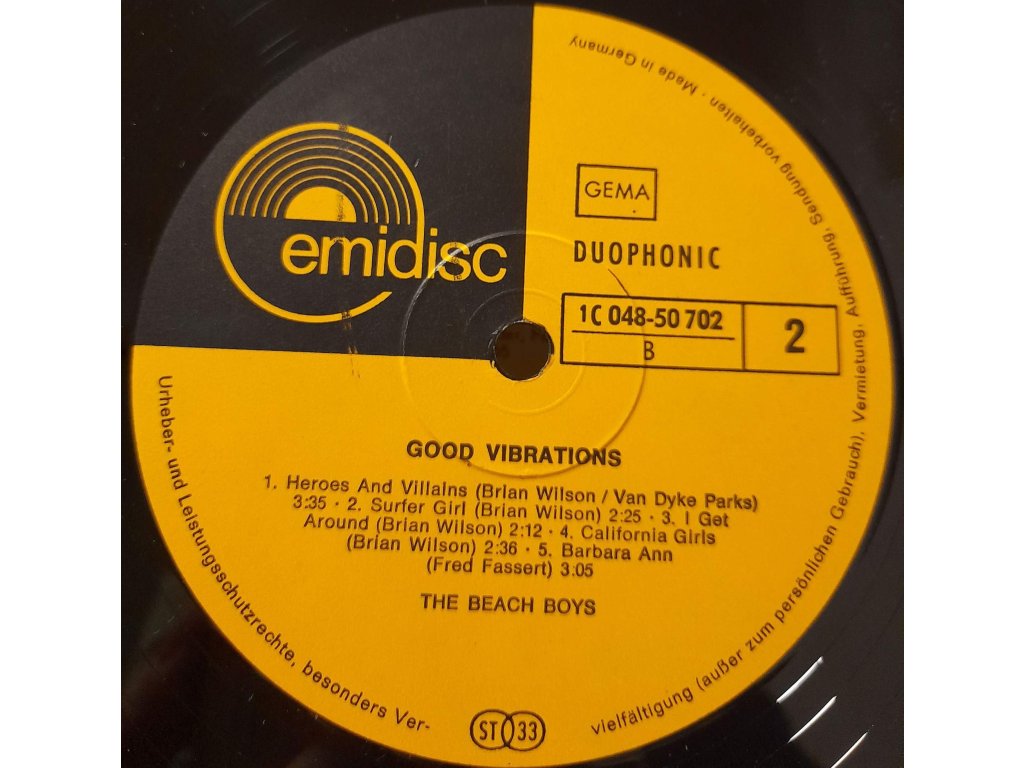 emidisc
GEMA
DUOPHONIC
1C 048-50 702
B
2
GOOD VIBRATIONS
1. Heroes And Villains (Brian Wilson / Van Dyke Parks)
3:35 · 2. Surfer Girl (Brian Wilson) 2:25 · 3. I Get
Around (Brian Wilson) 2:12 · 4. California Girls
(Brian Wilson) 2:36 · 5. Barbara Ann
(Fred Fassert) 3:05
THE BEACH BOYS
Urheber- und Leistungsschutzrechte, besonders Ver-
vielfältigung (außer zum persönlichen Gebrauch), Vermietung, Aufführung, Sendung vorbehalten · Made in Germany
ST 33